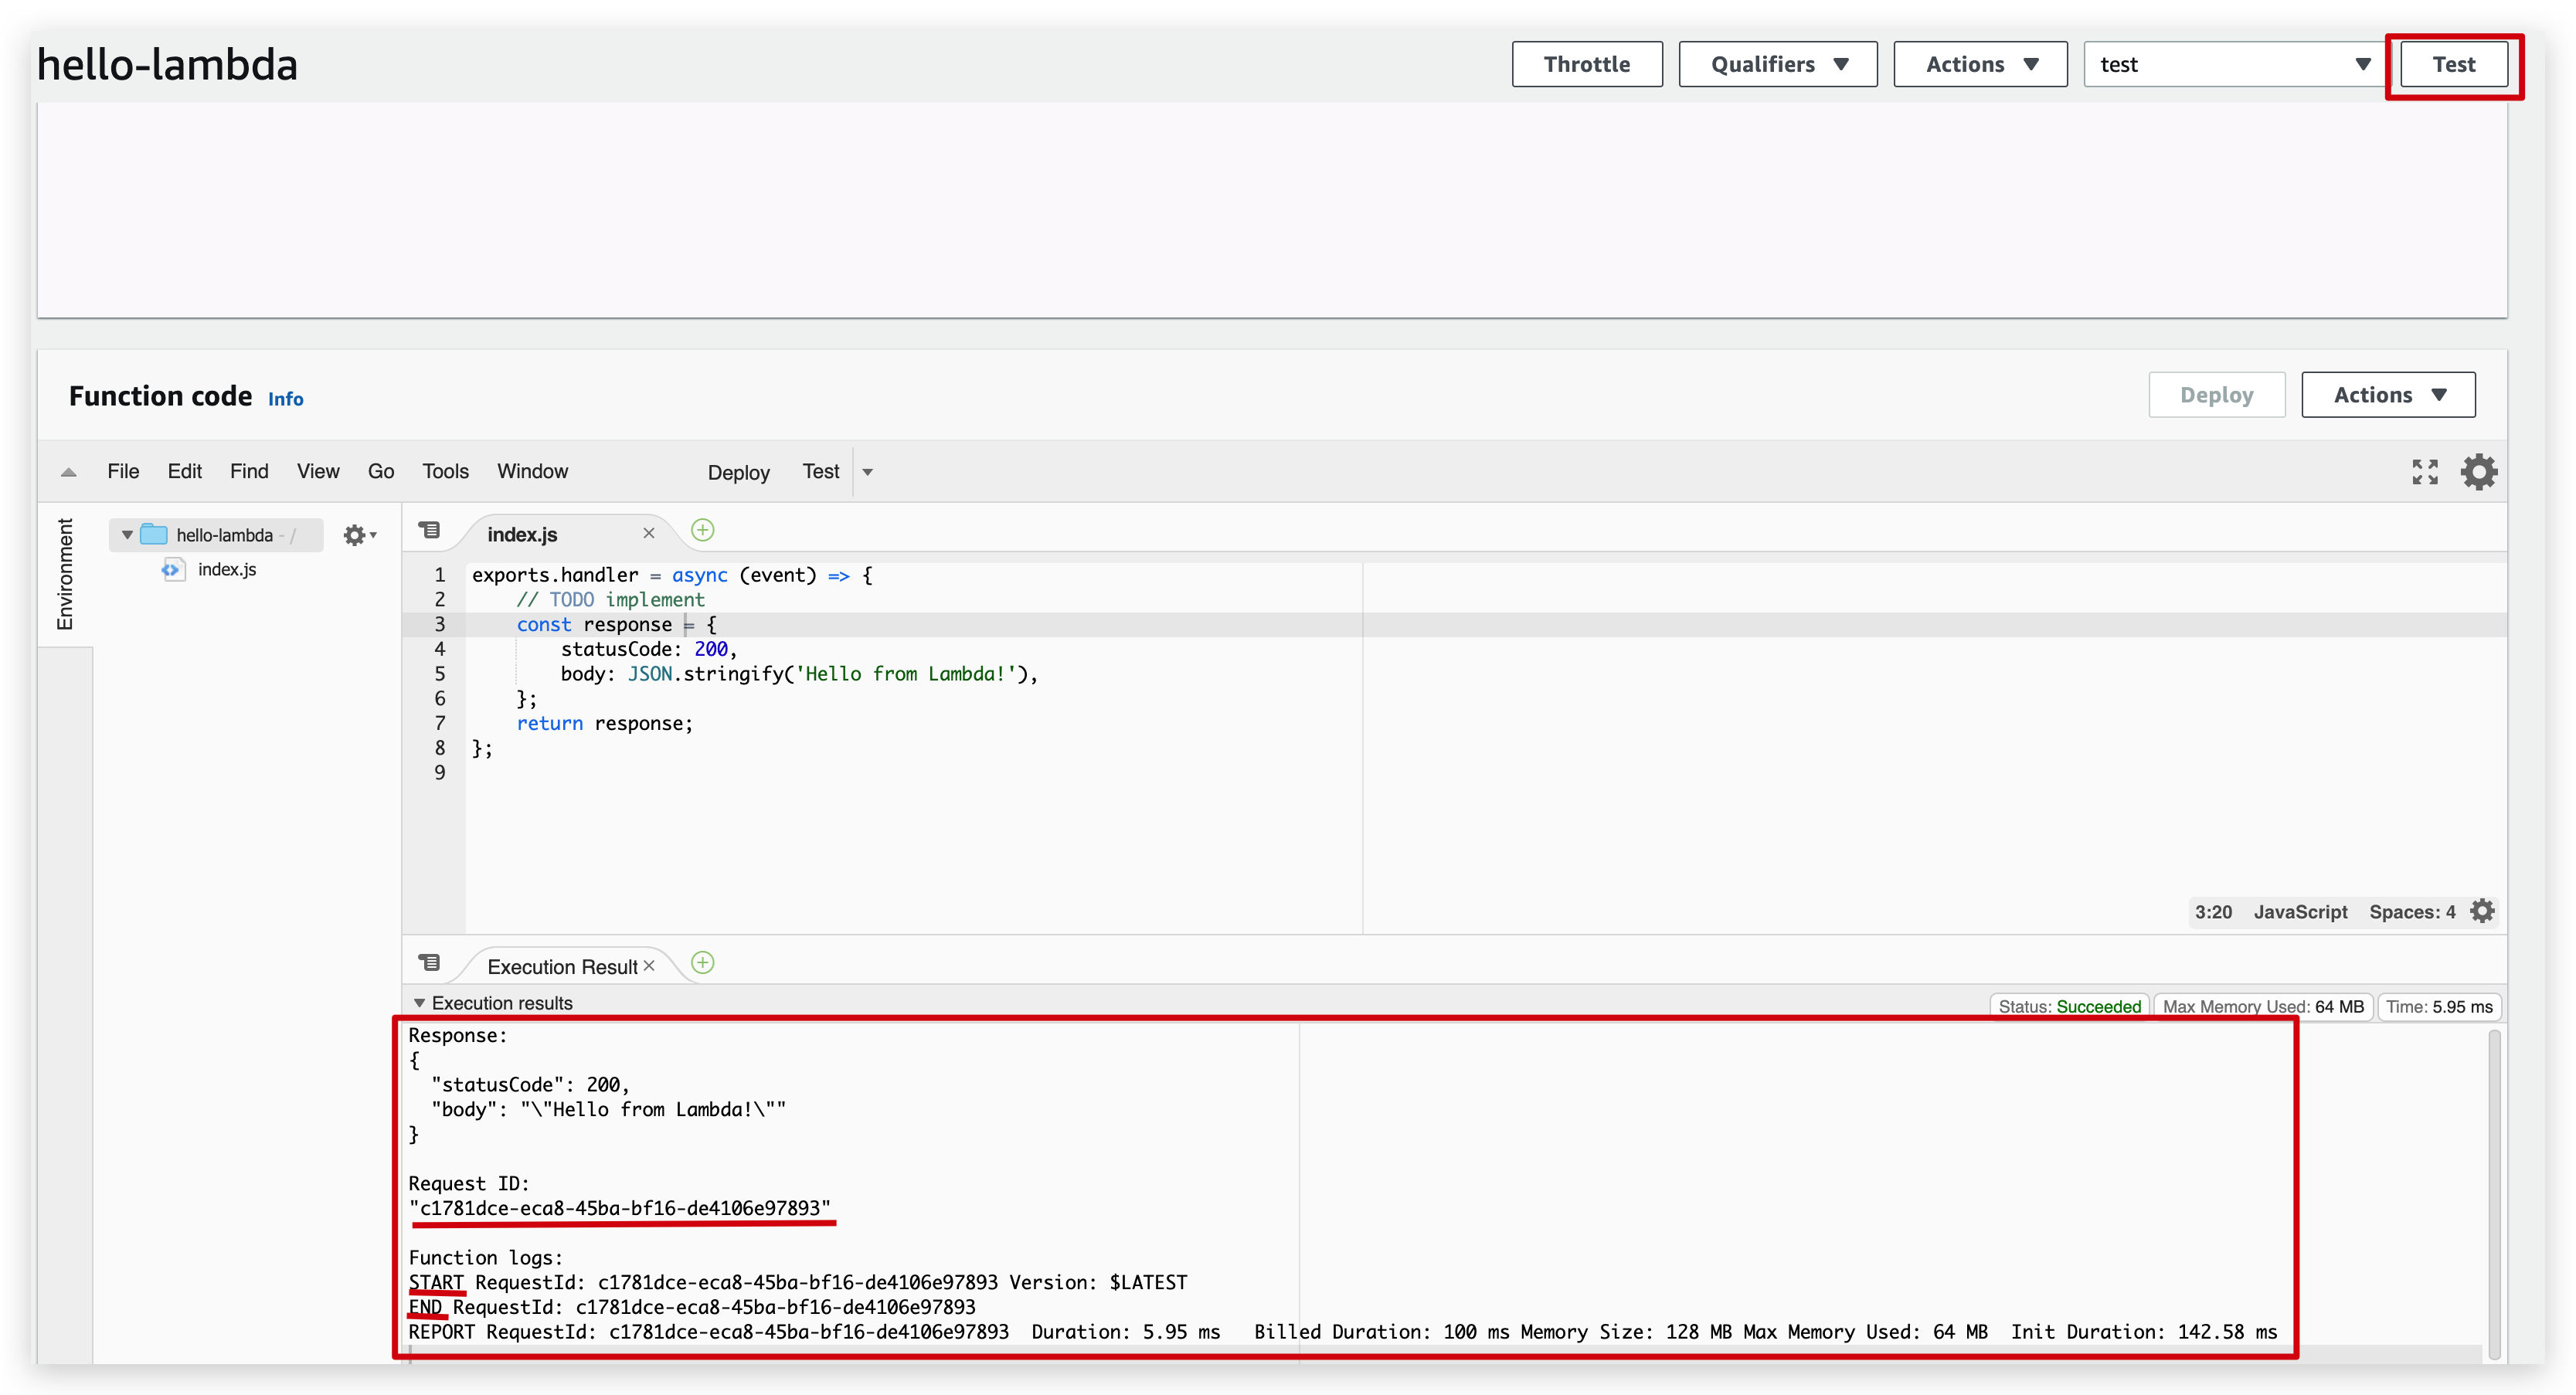 hello-lambda
Throttle
Qualifiers
Actions
test
Test
Function code Info
Deploy
Actions
File Edit Find View Go Tools Window Deploy Test
Environment
hello-lambda - /
index.js
index.js
1 exports.handler = async (event) => {
2 // TODO implement
3 const response = {
4 statusCode: 200,
5 body: JSON.stringify('Hello from Lambda!'),
6 };
7 return response;
8 };
9
3:20 JavaScript Spaces: 4
Execution Result
Execution results
Status: Succeeded Max Memory Used: 64 MB Time: 5.95 ms
Response:
{
"statusCode": 200,
"body": "\"Hello from Lambda!\""
}
Request ID:
"c1781dce-eca8-45ba-bf16-de4106e97893"
Function logs:
START RequestId: c1781dce-eca8-45ba-bf16-de4106e97893 Version: $LATEST
END RequestId: c1781dce-eca8-45ba-bf16-de4106e97893
REPORT RequestId: c1781dce-eca8-45ba-bf16-de4106e97893 Duration: 5.95 ms Billed Duration: 100 ms Memory Size: 128 MB Max Memory Used: 64 MB Init Duration: 142.58 ms